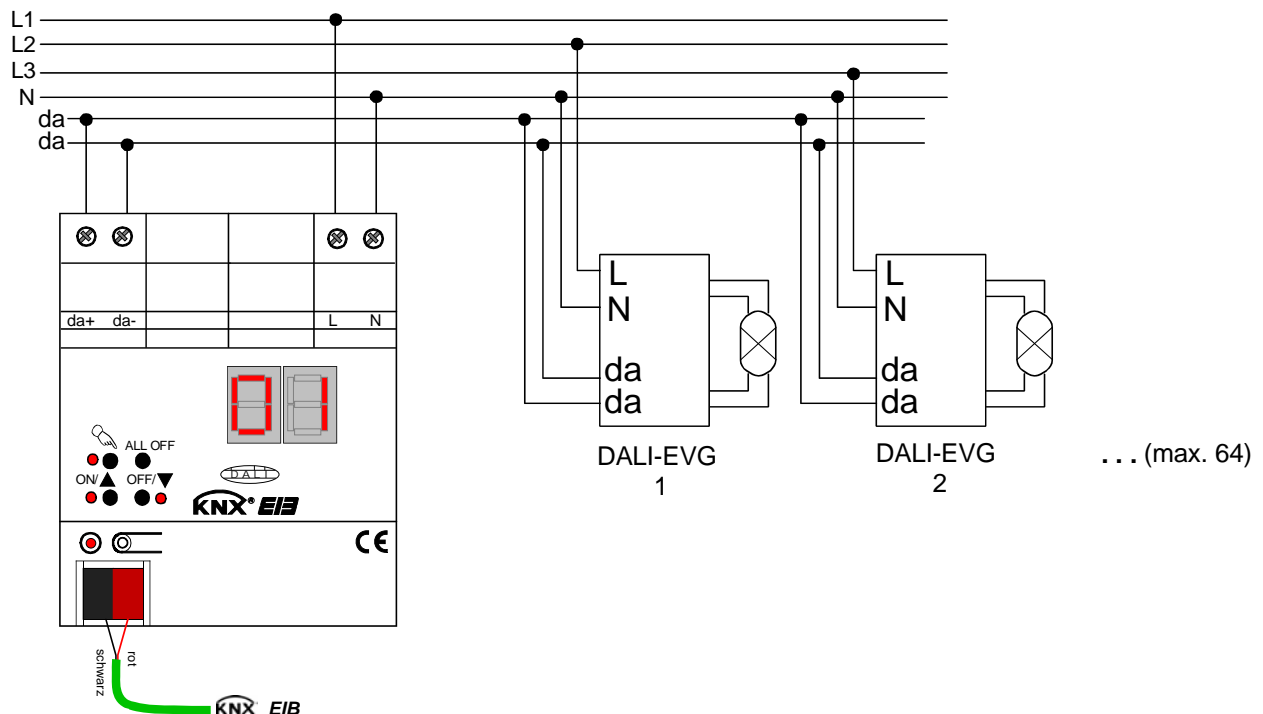 L1
L2
L3
N
da
da
da+ da- L N
01
ALL OFF
ON/▲ OFF/▼
DALI
KNX® EIB
CE
schwarz
rot
KNX EIB
L
N
da
da
DALI-EVG
1
L
N
da
da
DALI-EVG
2
...(max. 64)